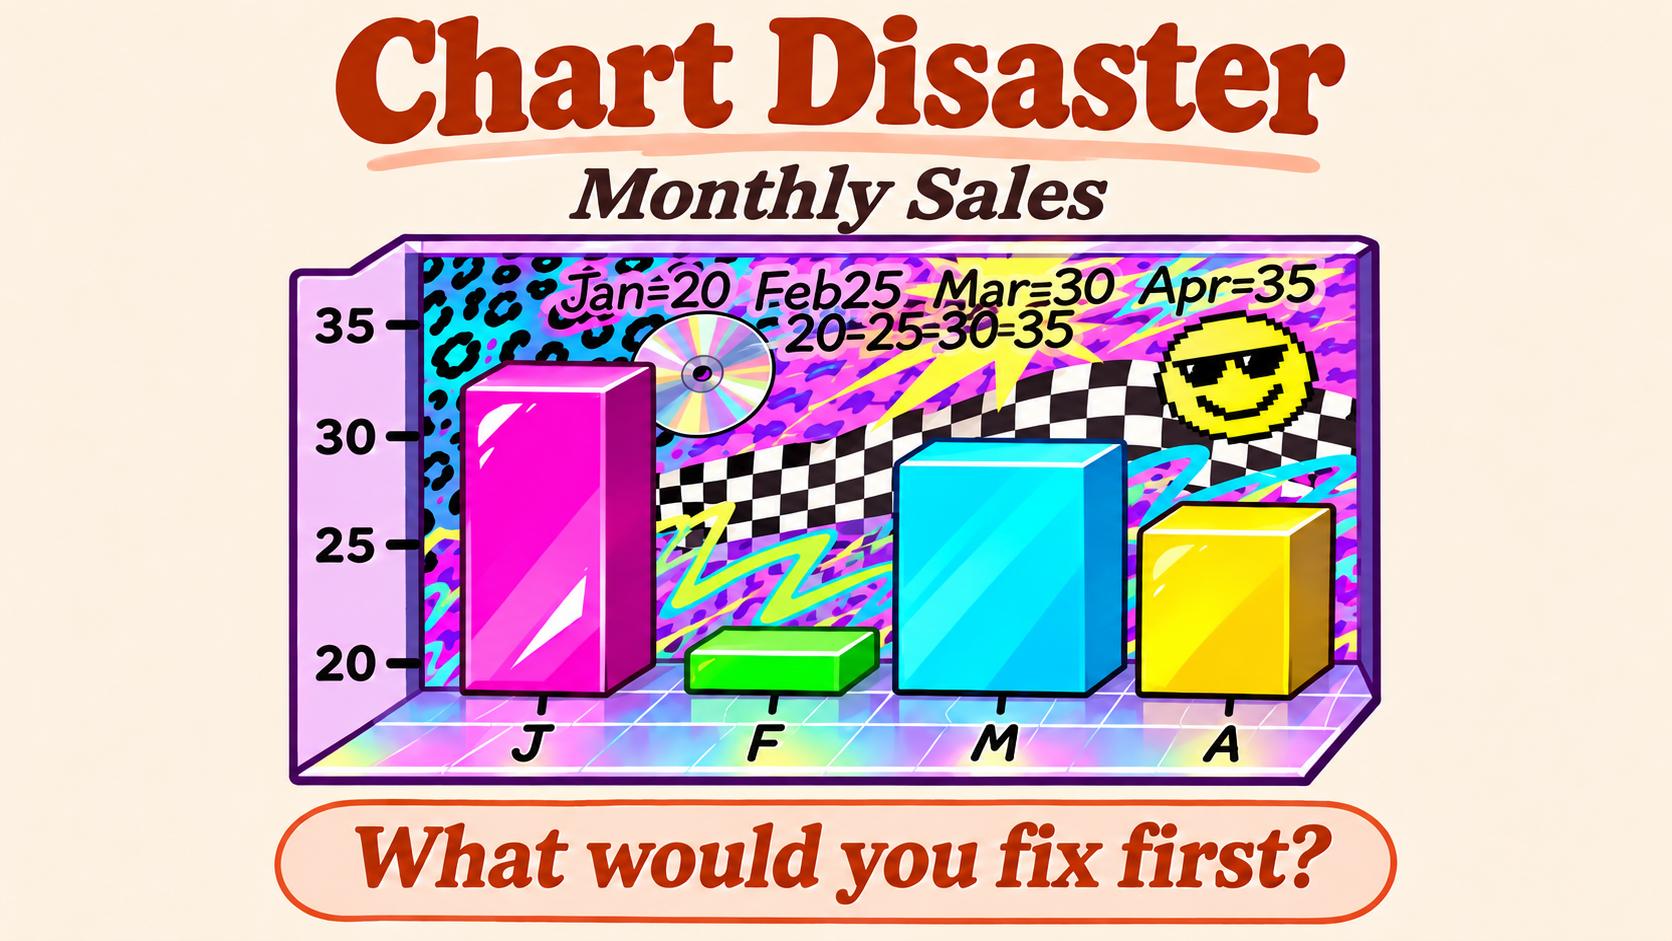 Chart Disaster
Monthly Sales
Jan=20 Feb25 Mar=30 Apr=35
20-25=30=35
35
30
25
20
J F M A
What would you fix first?